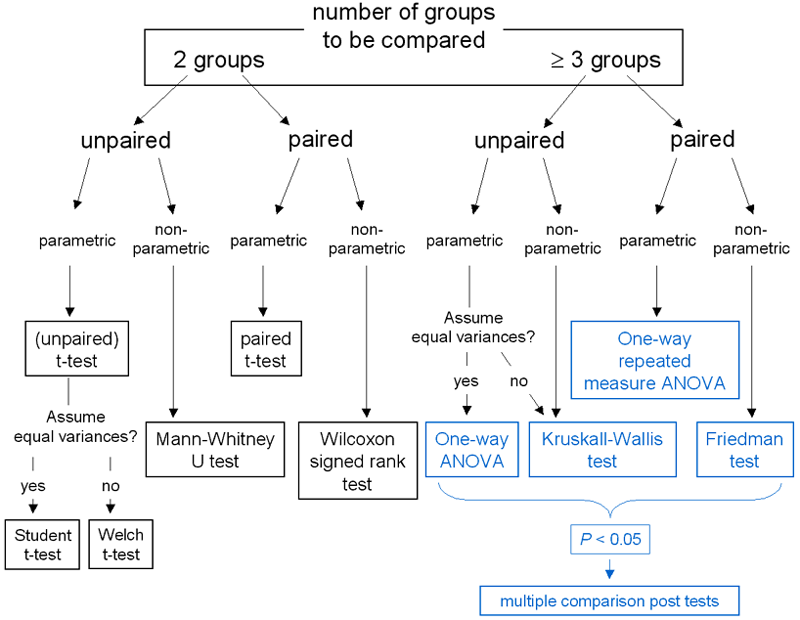 number of groups
to be compared
2 groups
≥ 3 groups
unpaired
paired
unpaired
paired
parametric
non-
parametric
parametric
non-
parametric
parametric
non-
parametric
parametric
non-
parametric
(unpaired)
t-test
paired
t-test
Assume
equal variances?
yes
no
One-way
repeated
measure ANOVA
Assume
equal variances?
yes
no
Mann-Whitney
U test
Wilcoxon
signed rank
test
One-way
ANOVA
Kruskall-Wallis
test
Friedman
test
Student
t-test
Welch
t-test
P < 0.05
multiple comparison post tests